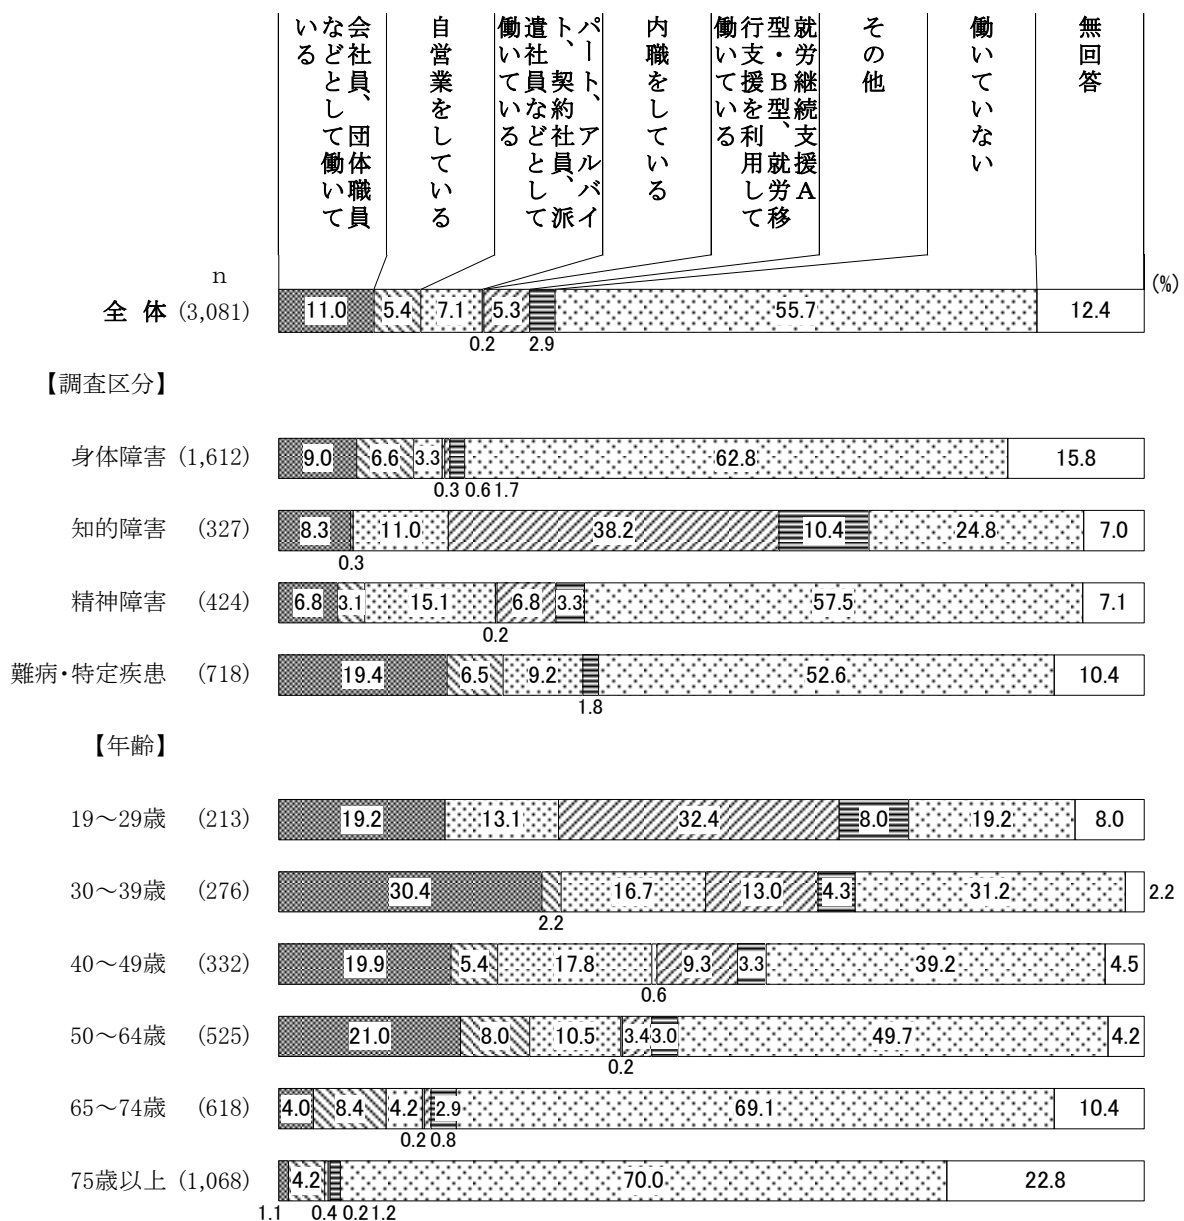 会社員、団体職員
などとして働いて
いる
自営業をしている
パート、アルバイ
ト、契約社員、派
遣社員などとして
働いている
内職をしている
就労継続支援Ａ
型・Ｂ型、就労移
行支援を利用して
働いている
その他
働いていない
無回答
n
(%)
全 体 (3,081) 11.0 5.4 7.1 5.3 55.7 12.4
0.2 2.9
【調査区分】
身体障害 (1,612) 9.0 6.6 3.3 62.8 15.8
0.3 0.6 1.7
知的障害 (327) 8.3 11.0 38.2 10.4 24.8 7.0
0.3
精神障害 (424) 6.8 3.1 15.1 6.8 3.3 57.5 7.1
0.2
難病・特定疾患 (718) 19.4 6.5 9.2 52.6 10.4
1.8
【年齢】
19～29歳 (213) 19.2 13.1 32.4 8.0 19.2 8.0
30～39歳 (276) 30.4 16.7 13.0 4.3 31.2 2.2
2.2
40～49歳 (332) 19.9 5.4 17.8 9.3 3.3 39.2 4.5
0.6
50～64歳 (525) 21.0 8.0 10.5 3.4 3.0 49.7 4.2
0.2
65～74歳 (618) 4.0 8.4 4.2 2.9 69.1 10.4
0.2 0.8
75歳以上 (1,068) 4.2 70.0 22.8
1.1 0.4 0.2 1.2